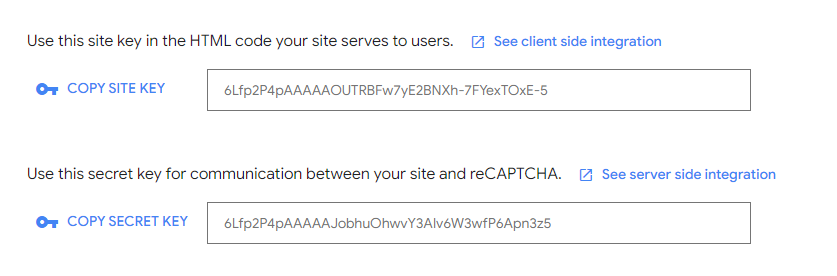 Use this site key in the HTML code your site serves to users. See client side integration
COPY SITE KEY 6Lfp2P4pAAAAAOUTRBFw7yE2BNXh-7FYexTOxE-5
Use this secret key for communication between your site and reCAPTCHA. See server side integration
COPY SECRET KEY 6Lfp2P4pAAAAAJobhuOhwvY3Alv6W3wfP6Apn3z5